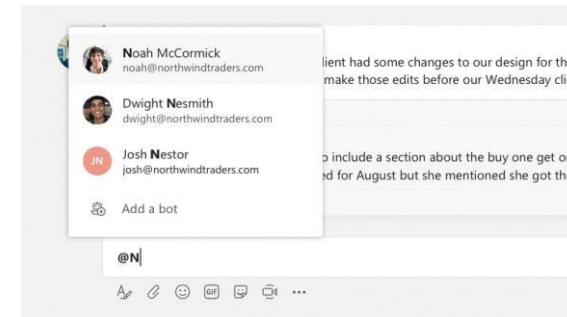 Noah McCormick
noah@northwindtraders.com
Dwight Nesmith
dwight@northwindtraders.com
Josh Nestor
josh@northwindtraders.com
Add a bot
lient had some changes to our design for th
make those edits before our Wednesday cli
include a section about the buy one get o
ed for August but she mentioned she got th
@N
JN
GIF